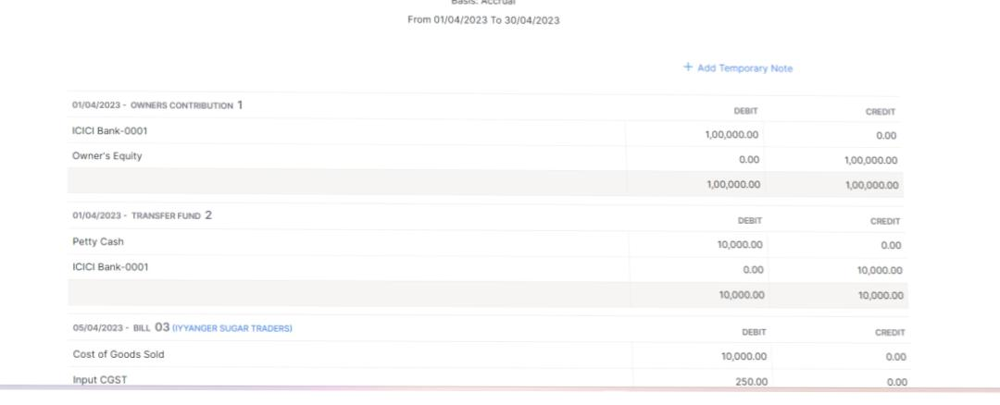 Basis: Accrual
From 01/04/2023 To 30/04/2023
+ Add Temporary Note
01/04/2023 - OWNERS CONTRIBUTION 1 DEBIT CREDIT
ICICI Bank-0001 1,00,000.00 0.00
Owner's Equity 0.00 1,00,000.00
1,00,000.00 1,00,000.00
01/04/2023 - TRANSFER FUND 2 DEBIT CREDIT
Petty Cash 10,000.00 0.00
ICICI Bank-0001 0.00 10,000.00
10,000.00 10,000.00
05/04/2023 - BILL 03 (IYYANGER SUGAR TRADERS) DEBIT CREDIT
Cost of Goods Sold 10,000.00 0.00
Input CGST 250.00 0.00